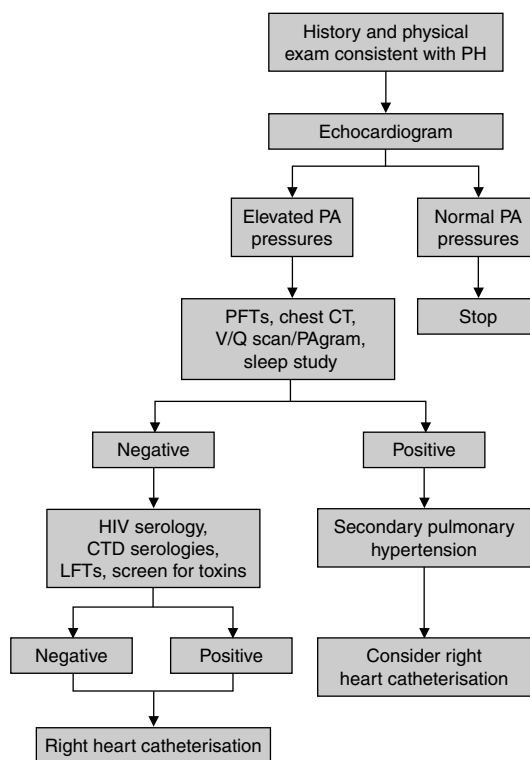 History and physical
exam consistent with PH
Echocardiogram
Elevated PA
pressures
Normal PA
pressures
PFTs, chest CT,
V/Q scan/PAgram,
sleep study
Stop
Negative
Positive
HIV serology,
CTD serologies,
LFTs, screen for toxins
Secondary pulmonary
hypertension
Negative
Positive
Consider right
heart catheterisation
Right heart catheterisation